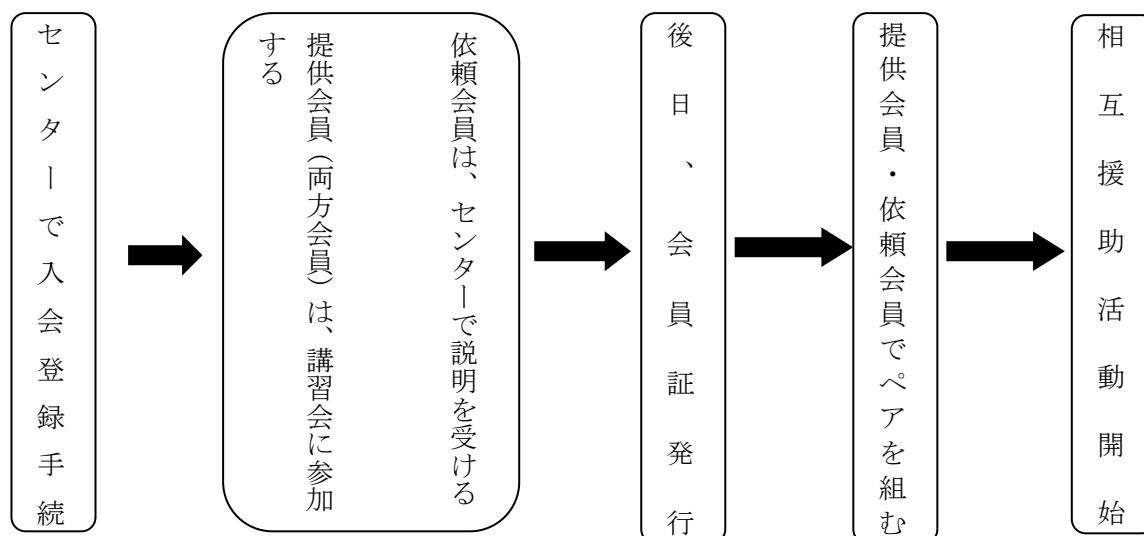 センターで入会登録手続
依頼会員は、センターで説明を受ける
提供会員（両方会員）は、講習会に参加
する
後日、会員証発行
提供会員・依頼会員でペアを組む
相互援助活動開始